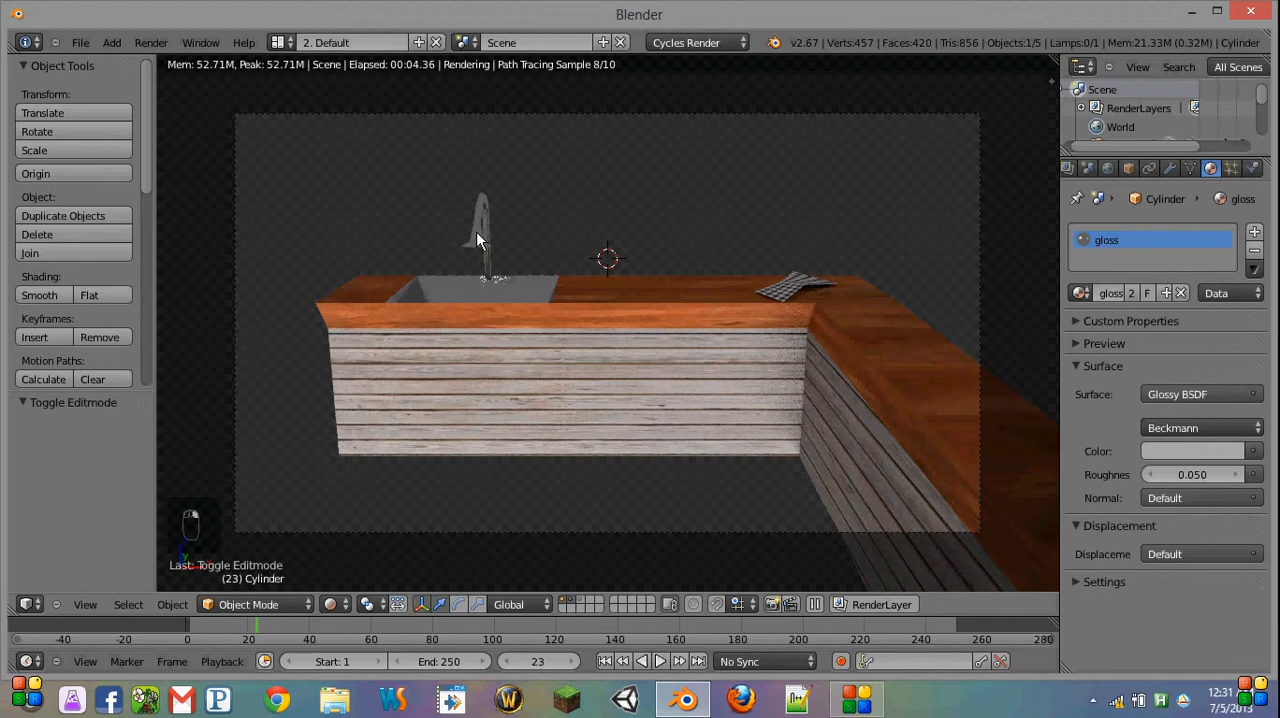 Blender
File Add Render Window Help 2. Default Scene Cycles Render v2.67 | Verts:457 | Faces:420 | Tris:856 | Objects:1/5 | Lamps:0/1 | Mem:21.33M (0.32M) | Cylinder
Mem: 52.71M, Peak: 52.71M | Scene | Elapsed: 00:04.36 | Rendering | Path Tracing Sample 8/10
Object Tools
Transform:
Translate
Rotate
Scale
Origin
Object:
Duplicate Objects
Delete
Join
Shading:
Smooth Flat
Keyframes:
Insert Remove
Motion Paths:
Calculate Clear
Toggle Editmode
y
Last: Toggle Editmode
(23) Cylinder
View Search All Scenes
Scene
RenderLayers
World
Cylinder gloss
gloss
gloss 2 F Data
Custom Properties
Preview
Surface
Surface: Glossy BSDF
Beckmann
Color:
Roughnes 0.050
Normal: Default
Displacement
Displaceme Default
Settings
View Select Object Object Mode Global RenderLayer
-40 -20 0 20 40 60 80 100 120 140 160 180 200 220 240 260 280
View Marker Frame Playback Start: 1 End: 250 23 No Sync
12:31